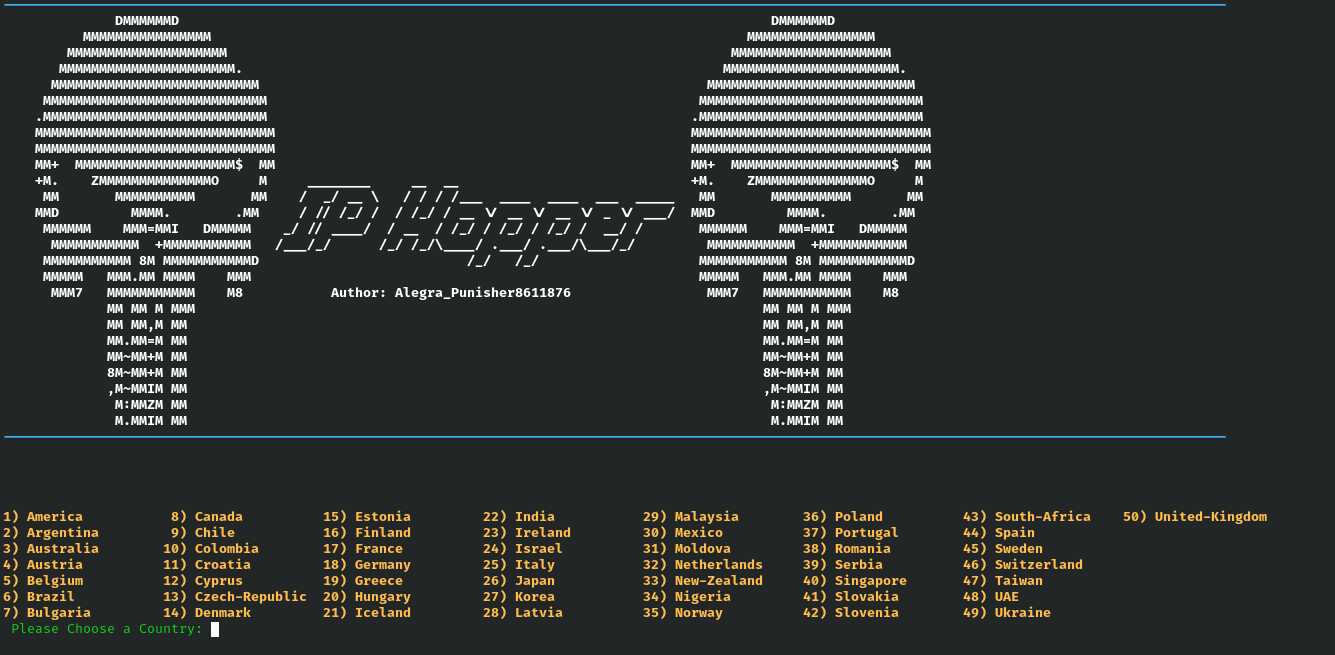 IP Hopper
Author: Alegra_Punisher8611876
1) America 8) Canada 15) Estonia 22) India 29) Malaysia 36) Poland 43) South-Africa 50) United-Kingdom
2) Argentina 9) Chile 16) Finland 23) Ireland 30) Mexico 37) Portugal 44) Spain
3) Australia 10) Colombia 17) France 24) Israel 31) Moldova 38) Romania 45) Sweden
4) Austria 11) Croatia 18) Germany 25) Italy 32) Netherlands 39) Serbia 46) Switzerland
5) Belgium 12) Cyprus 19) Greece 26) Japan 33) New-Zealand 40) Singapore 47) Taiwan
6) Brazil 13) Czech-Republic 20) Hungary 27) Korea 34) Nigeria 41) Slovakia 48) UAE
7) Bulgaria 14) Denmark 21) Iceland 28) Latvia 35) Norway 42) Slovenia 49) Ukraine
Please Choose a Country: